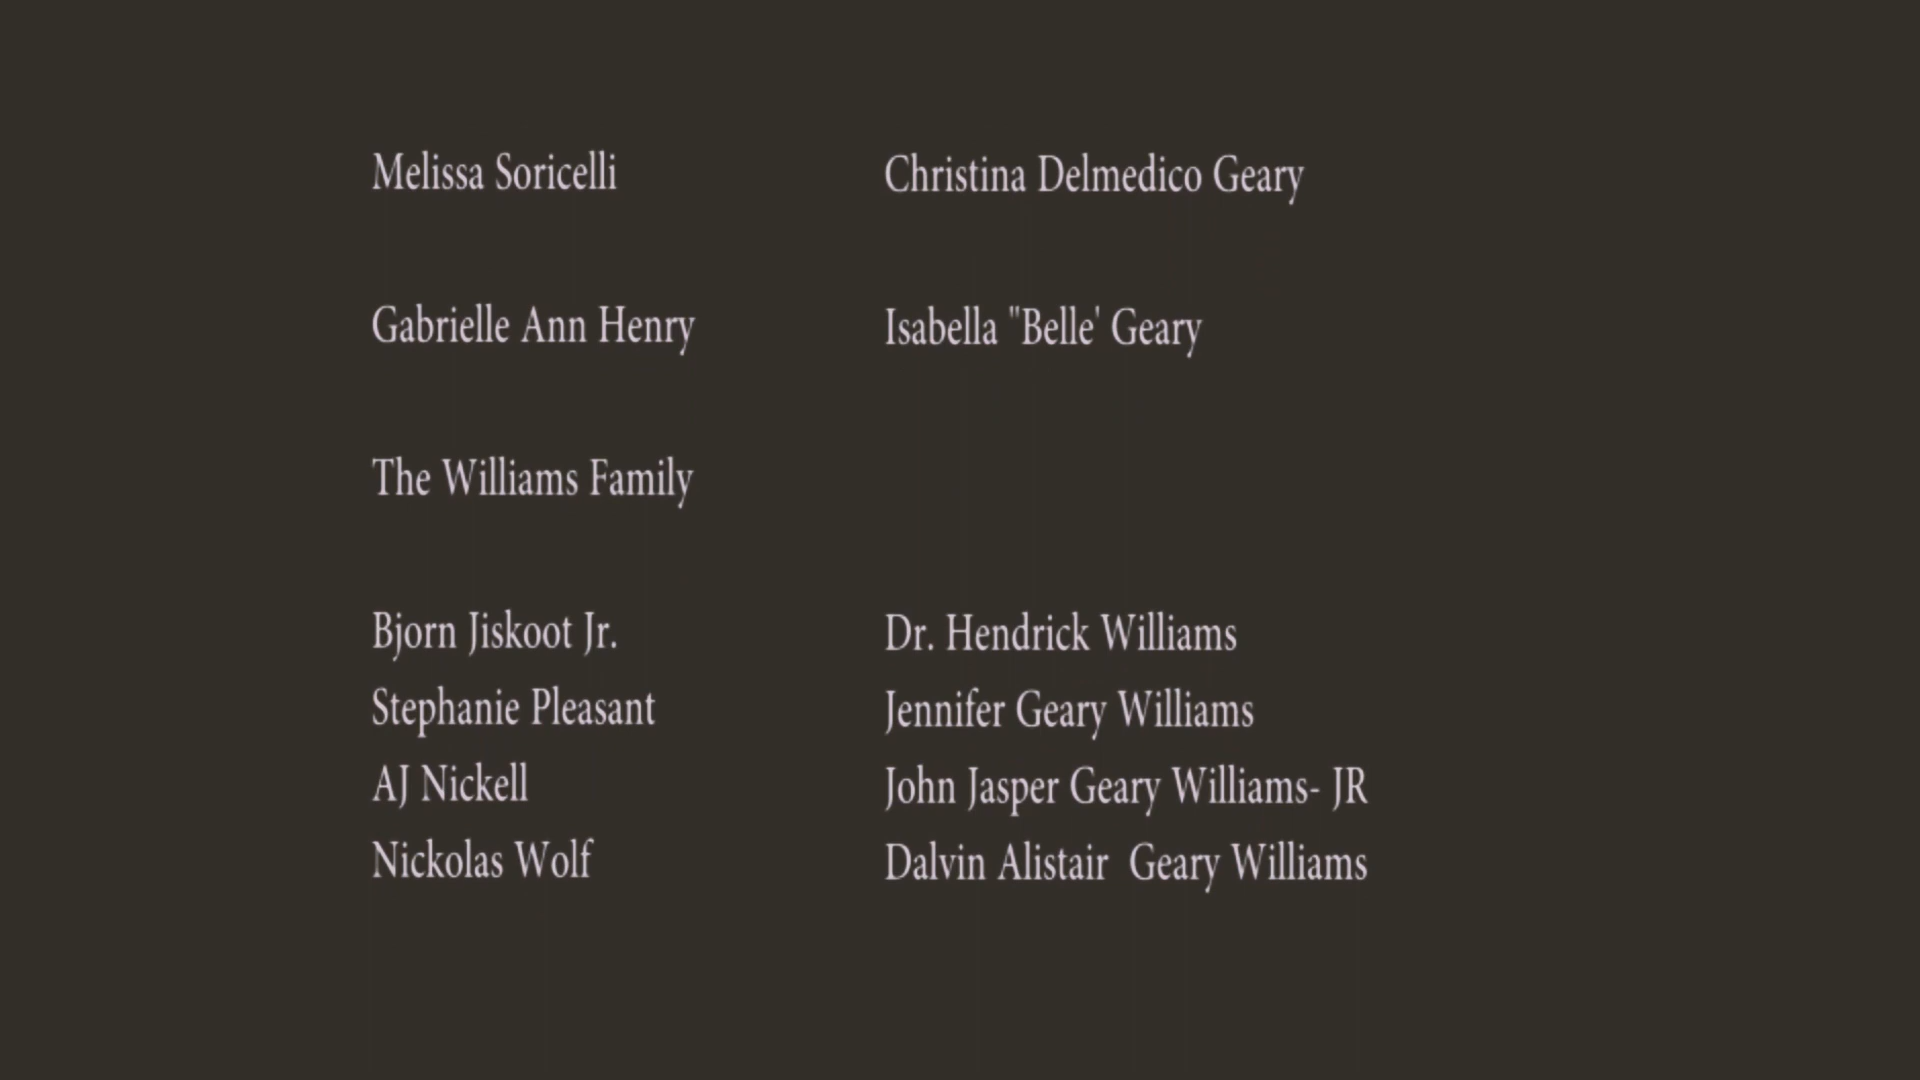 Melissa Soricelli Christina Delmedico Geary
Gabrielle Ann Henry Isabella "Belle' Geary
The Williams Family
Bjorn Jiskoot Jr. Dr. Hendrick Williams
Stephanie Pleasant Jennifer Geary Williams
AJ Nickell John Jasper Geary Williams- JR
Nickolas Wolf Dalvin Alistair  Geary Williams